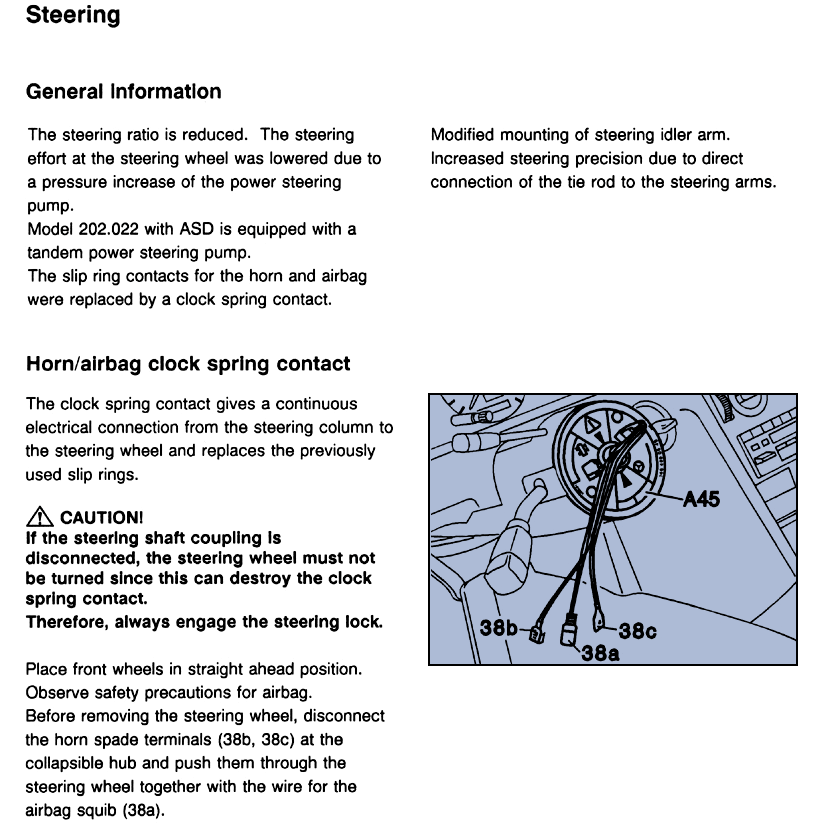 Steering
General Information
The steering ratio is reduced. The steering
effort at the steering wheel was lowered due to
a pressure increase of the power steering
pump.
Model 202.022 with ASD is equipped with a
tandem power steering pump.
The slip ring contacts for the horn and airbag
were replaced by a clock spring contact.
Modified mounting of steering idler arm.
Increased steering precision due to direct
connection of the tie rod to the steering arms.
Horn/airbag clock spring contact
The clock spring contact gives a continuous
electrical connection from the steering column to
the steering wheel and replaces the previously
used slip rings.
CAUTION!
If the steering shaft coupling is
disconnected, the steering wheel must not
be turned since this can destroy the clock
spring contact.
Therefore, always engage the steering lock.
Place front wheels in straight ahead position.
Observe safety precautions for airbag.
Before removing the steering wheel, disconnect
the horn spade terminals (38b, 38c) at the
collapsible hub and push them through the
steering wheel together with the wire for the
airbag squib (38a).
A45
38b
38c
38a